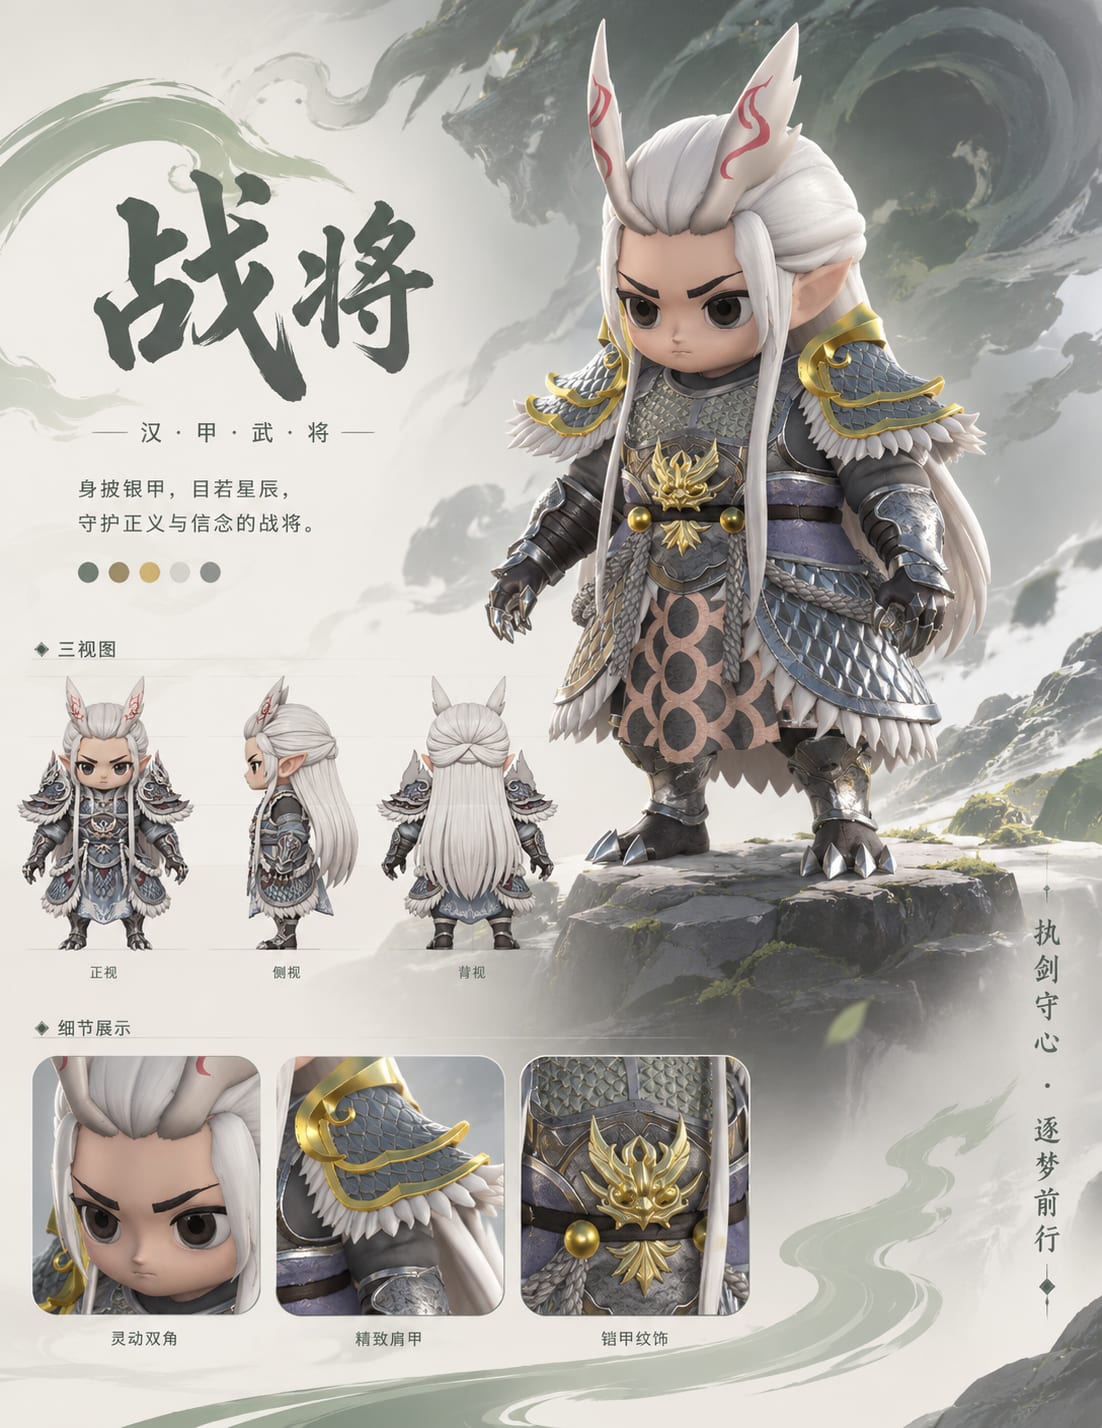 战将
汉·甲·武·将
身披银甲，目若星辰，
守护正义与信念的战将。
三视图
正视
侧视
背视
细节展示
灵动双角
精致肩甲
铠甲纹饰
执剑守心·逐梦前行